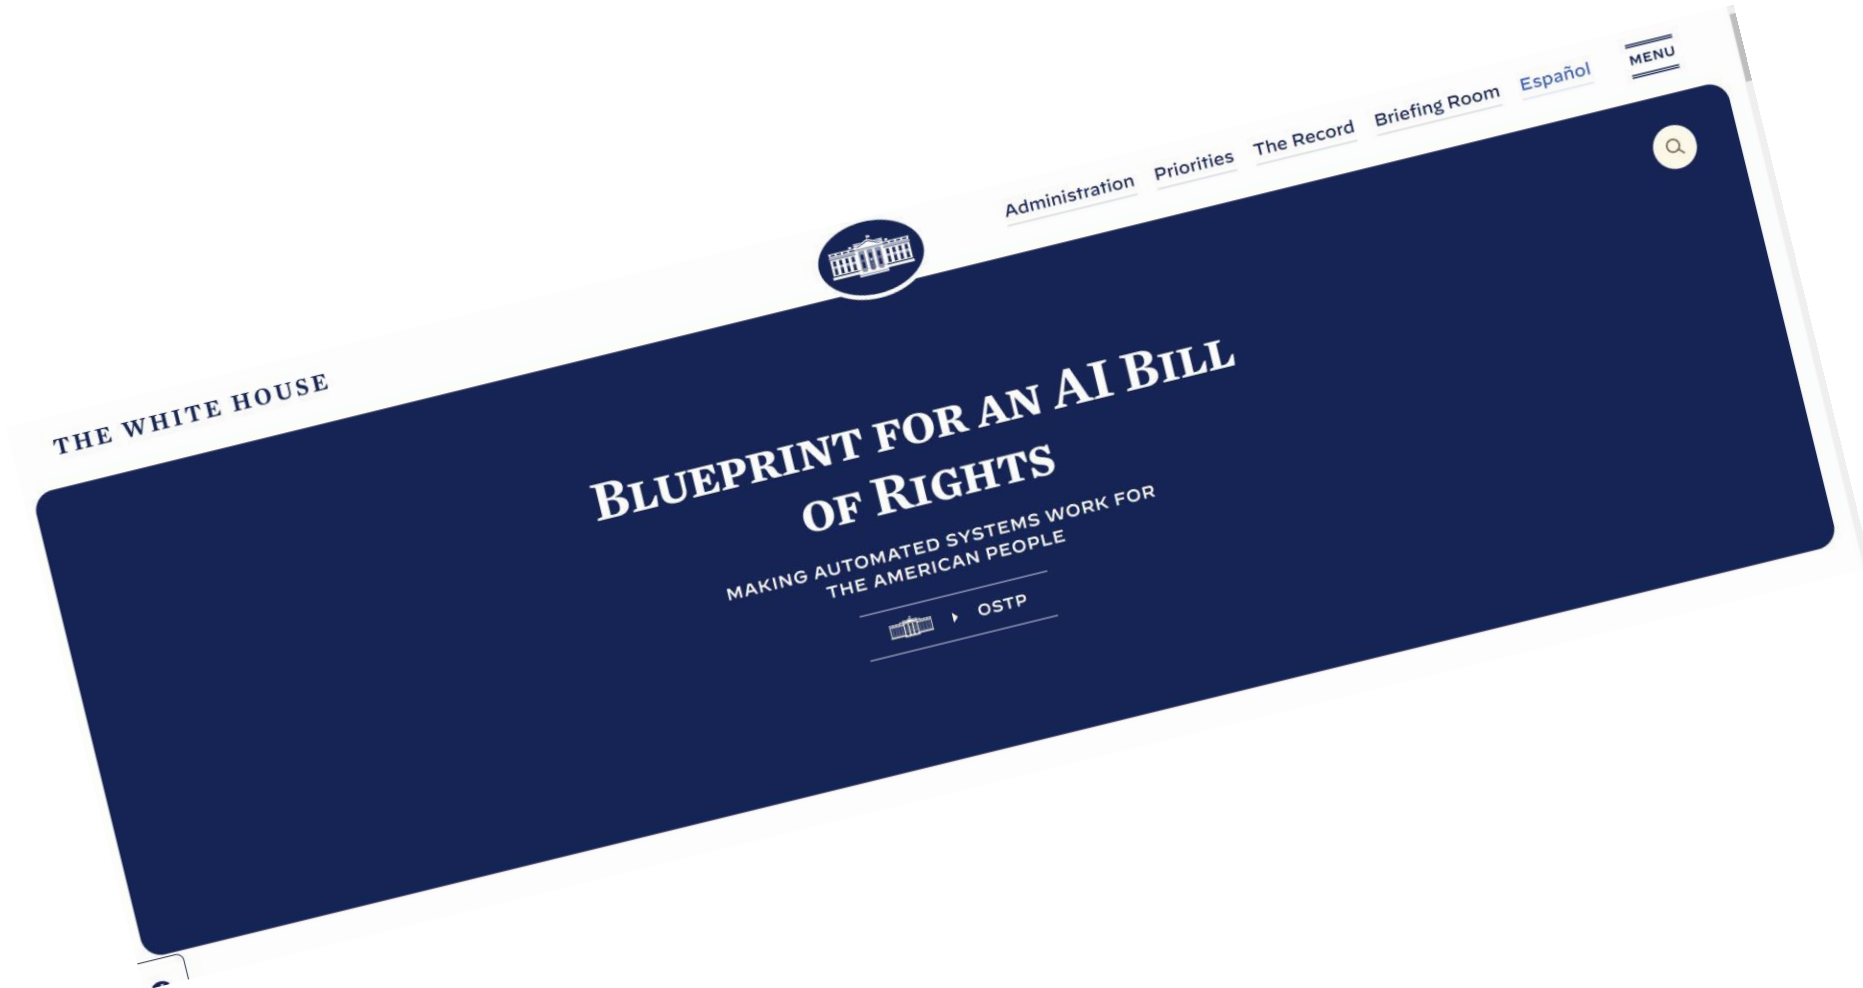 THE WHITE HOUSE
Administration Priorities The Record Briefing Room Español MENU
Blueprint for an AI Bill
of Rights
MAKING AUTOMATED SYSTEMS WORK FOR
THE AMERICAN PEOPLE
OSTP